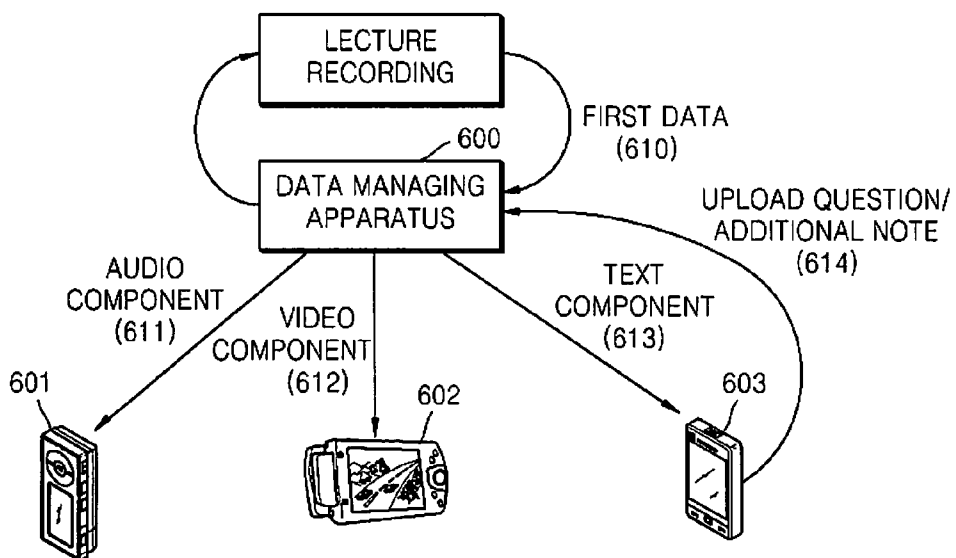 LECTURE
RECORDING
FIRST DATA
(610)
600
DATA MANAGING
APPARATUS
UPLOAD QUESTION/
ADDITIONAL NOTE
(614)
AUDIO
COMPONENT
(611)
VIDEO
COMPONENT
(612)
TEXT
COMPONENT
(613)
601
602
603